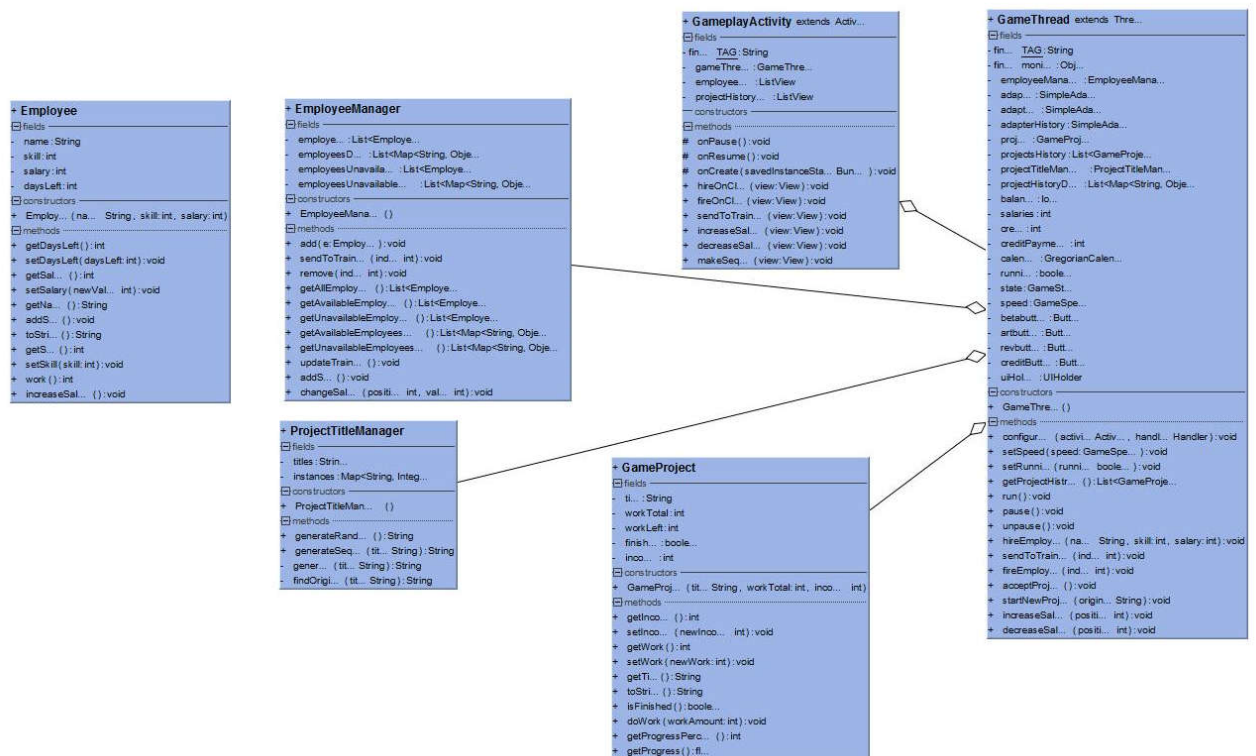 + Employee
fields
- name : String
- skill : int
- salary : int
- daysLeft : int
constructors
+ Employ... (na... String, skill: int, salary: int)
methods
+ getDaysLeft () : int
+ setDaysLeft (daysLeft: int) : void
+ getSal... () : int
+ setSalary (newVal... int) : void
+ getNa... () : String
+ addS... () : void
+ toStri... () : String
+ getS... () : int
+ setSkill (skill: int) : void
+ work () : int
+ increaseSal... () : void
+ EmployeeManager
fields
- employe... : List<Employe...
- employeesD... : List<Map<String, Obje...
- employeesUnavaila... : List<Employe...
- employeesUnavailable... : List<Map<String, Obje...
constructors
+ EmployeeMana... ()
methods
+ add (e: Employ... ) : void
+ sendToTrain... (ind... int) : void
+ remove (ind... int) : void
+ getAllEmploy... () : List<Employe...
+ getAvailableEmploy... () : List<Employe...
+ getUnavailableEmploy... () : List<Employe...
+ getAvailableEmployees... () : List<Map<String, Obje...
+ getUnavailableEmployees... () : List<Map<String, Obje...
+ updateTrain... () : void
+ addS... () : void
+ changeSal... (positi... int, val... int) : void
+ ProjectTitleManager
fields
- titles : Strin...
- instances : Map<String, Integ...
constructors
+ ProjectTitleMan... ()
methods
+ generateRand... () : String
+ generateSeq... (tit... String) : String
- gener... (tit... String) : String
- findOrigi... (tit... String) : String
+ GameplayActivity extends Activ...
fields
- fin... TAG : String
- gameThre... : GameThre...
- employee... : ListView
- projectHistory... : ListView
constructors
methods
# onPause () : void
# onResume () : void
# onCreate (savedInstanceSta... Bun... ) : void
+ hireOnCl... (view: View) : void
+ fireOnCl... (view: View) : void
+ sendToTrain... (view: View) : void
+ increaseSal... (view: View) : void
+ decreaseSal... (view: View) : void
+ makeSeq... (view: View) : void
+ GameProject
fields
- ti... : String
- workTotal : int
- workLeft : int
- finish... : boole...
- inco... : int
constructors
+ GameProj... (tit... String, workTotal: int, inco... int)
methods
+ getInco... () : int
+ setInco... (newInco... int) : void
+ getWork () : int
+ setWork (newWork: int) : void
+ getTi... () : String
+ toStri... () : String
+ isFinished () : boole...
+ doWork (workAmount: int) : void
+ getProgressPerc... () : int
+ getProgress () : fl...
+ GameThread extends Thre...
fields
- fin... TAG : String
- fin... moni... : Obj...
- employeeMana... : EmployeeMana...
- adap... : SimpleAda...
- adapt... : SimpleAda...
- adapterHistory : SimpleAda...
- proj... : GameProj...
- projectsHistory : List<GameProje...
- projectTitleMan... : ProjectTitleMan...
- projectHistoryD... : List<Map<String, Obje...
- balan... : lo...
- salaries : int
- cre... : int
- creditPayme... : int
- calen... : GregorianCalen...
- runni... : boole...
- state : GameSt...
- speed : GameSpe...
- betabutt... : Butt...
- artbutt... : Butt...
- revbutt... : Butt...
- creditButt... : Butt...
- uiHol... : UIHolder
constructors
+ GameThre... ()
methods
+ configur... (activi... Activ... , handl... Handler) : void
+ setSpeed (speed: GameSpe... ) : void
+ setRunni... (runni... boole... ) : void
+ getProjectHistr... () : List<GameProje...
+ run () : void
+ pause () : void
+ unpause () : void
+ hireEmploy... (na... String, skill: int, salary: int) : void
+ sendToTrain... (ind... int) : void
+ fireEmploy... (ind... int) : void
+ acceptProj... () : void
+ startNewProj... (origin... String) : void
+ increaseSal... (positi... int) : void
+ decreaseSal... (positi... int) : void